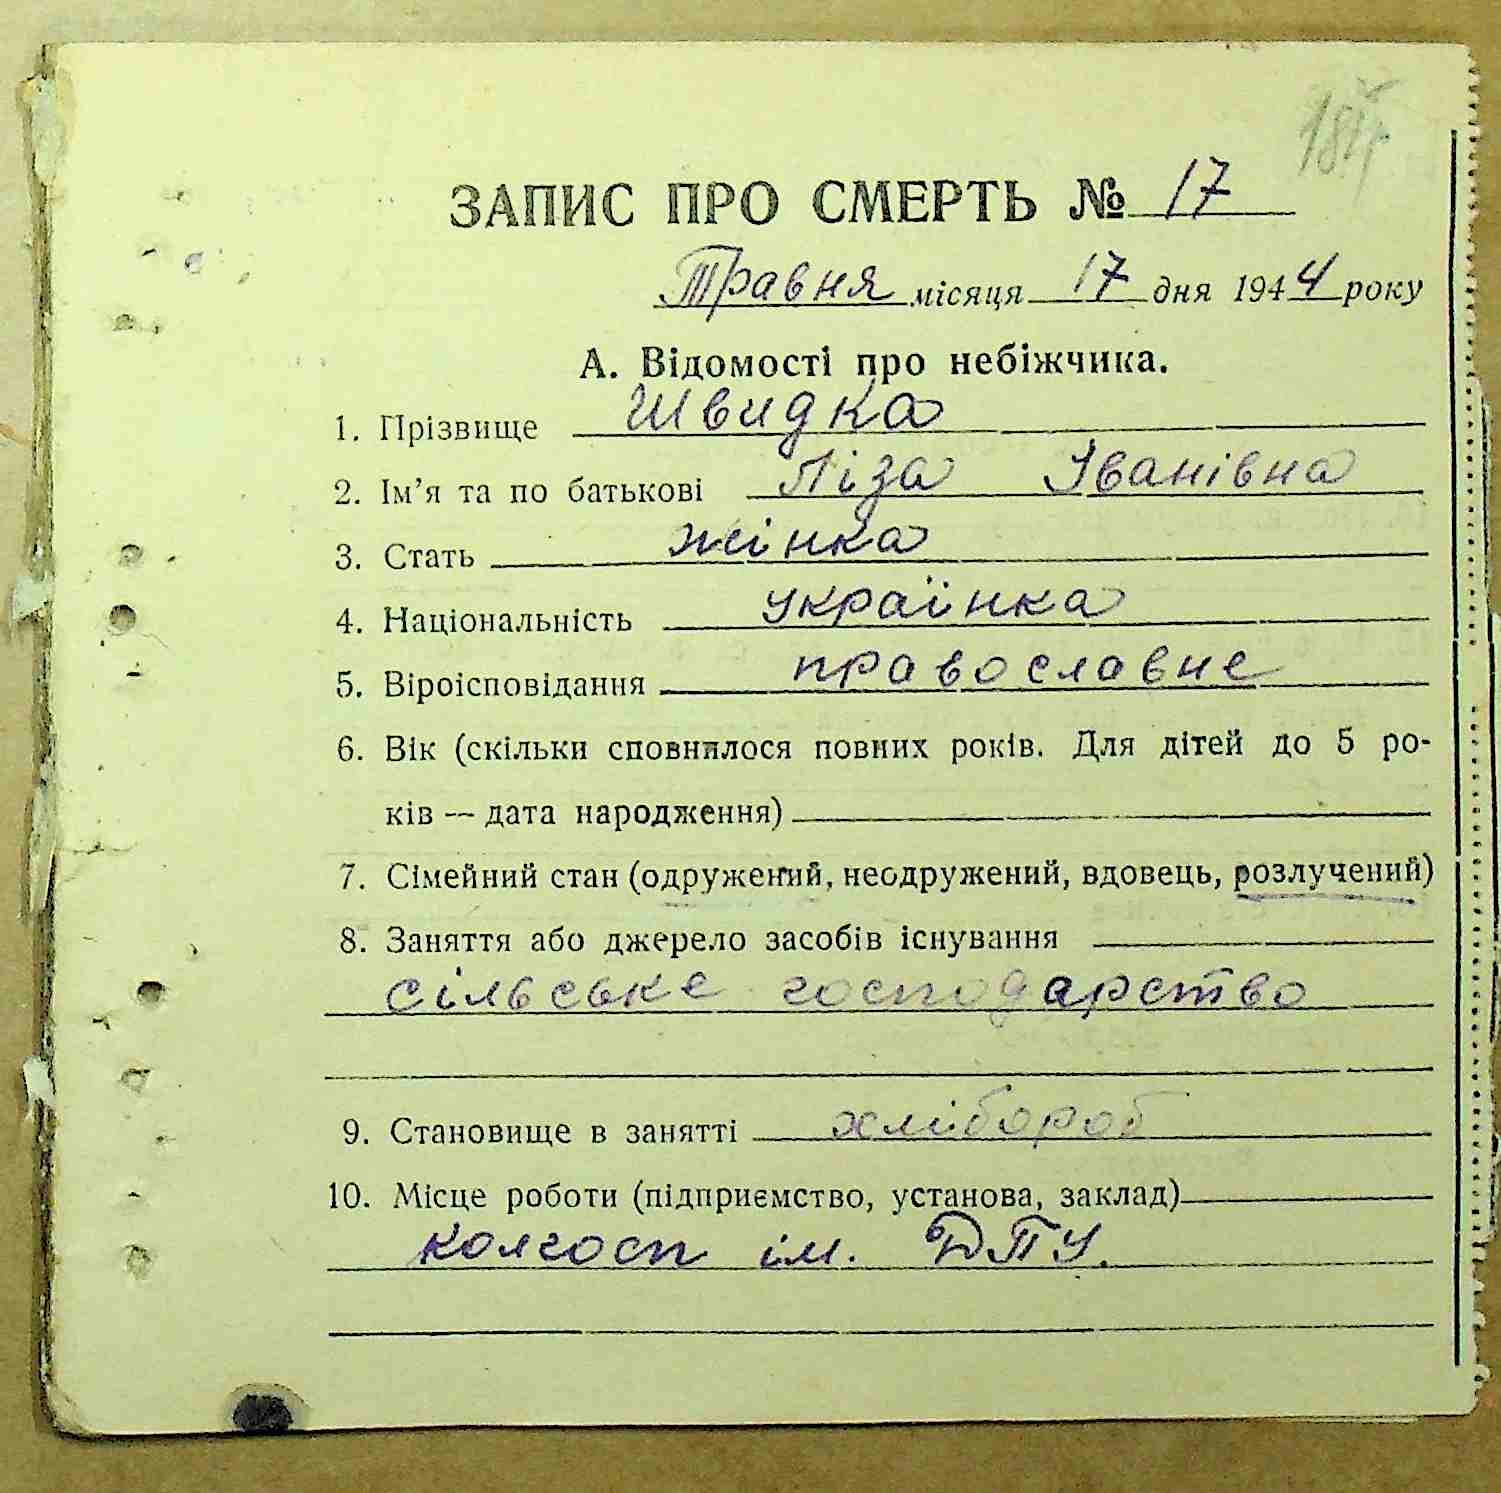 ЗАПИС ПРО СМЕРТЬ № 17
Травня місяця 17 дня 1944 року
А. Відомості про небіжчика.
1. Прізвище Швидка
2. Ім'я та по батькові Ліза Іванівна
3. Стать жінка
4. Національність українка
5. Віроісповідання православне
6. Вік (скільки сповнилося повних років. Для дітей до 5 ро-
ків — дата народження)
7. Сімейний стан (одружений, неодружений, вдовець, розлучений)
8. Заняття або джерело засобів існування
сільське господарство
9. Становище в занятті хлібороб
10. Місце роботи (підприємство, установа, заклад)
колгосп ім. ДПУ.